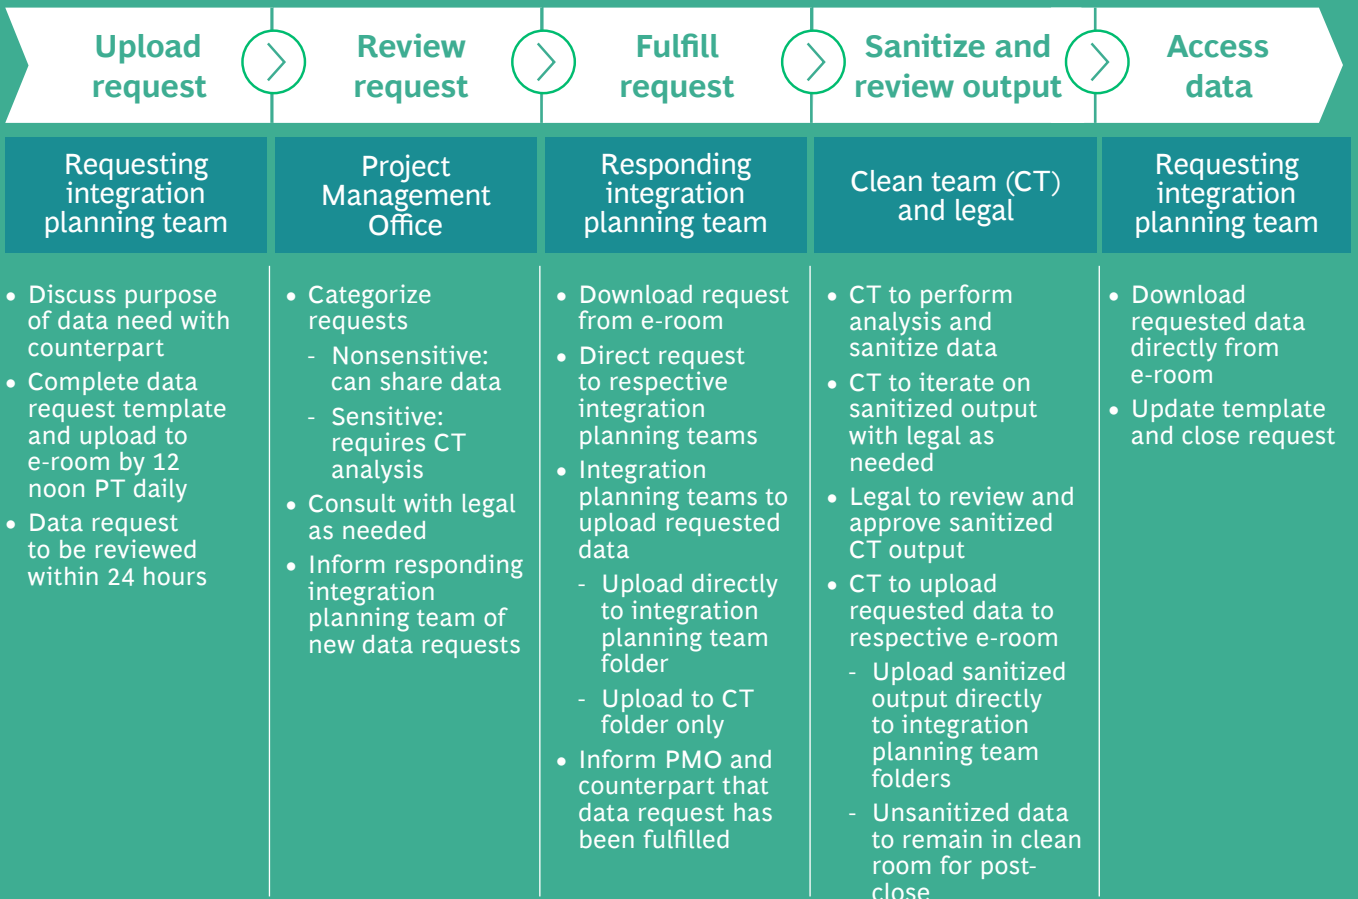 Upload
request
Review
request
Fulfill
request
Sanitize and
review output
Access
data
Requesting
integration
planning team
Project
Management
Office
Responding
integration
planning team
Clean team (CT)
and legal
Requesting
integration
planning team
• Discuss purpose
of data need with
counterpart
• Complete data
request template
and upload to
e-room by 12
noon PT daily
• Data request
to be reviewed
within 24 hours
• Categorize
requests
- Nonsensitive:
can share data
- Sensitive:
requires CT
analysis
• Consult with legal
as needed
• Inform responding
integration
planning team of
new data requests
• Download request
from e-room
• Direct request
to respective
integration
planning teams
• Integration
planning teams to
upload requested
data
- Upload directly
to integration
planning team
folder
- Upload to CT
folder only
• Inform PMO and
counterpart that
data request has
been fulfilled
• CT to perform
analysis and
sanitize data
• CT to iterate on
sanitized output
with legal as
needed
• Legal to review and
approve sanitized
CT output
• CT to upload
requested data to
respective e-room
- Upload sanitized
output directly
to integration
planning team
folders
- Unsanitized data
to remain in clean
room for post-
close
• Download
requested data
directly from
e-room
• Update template
and close request